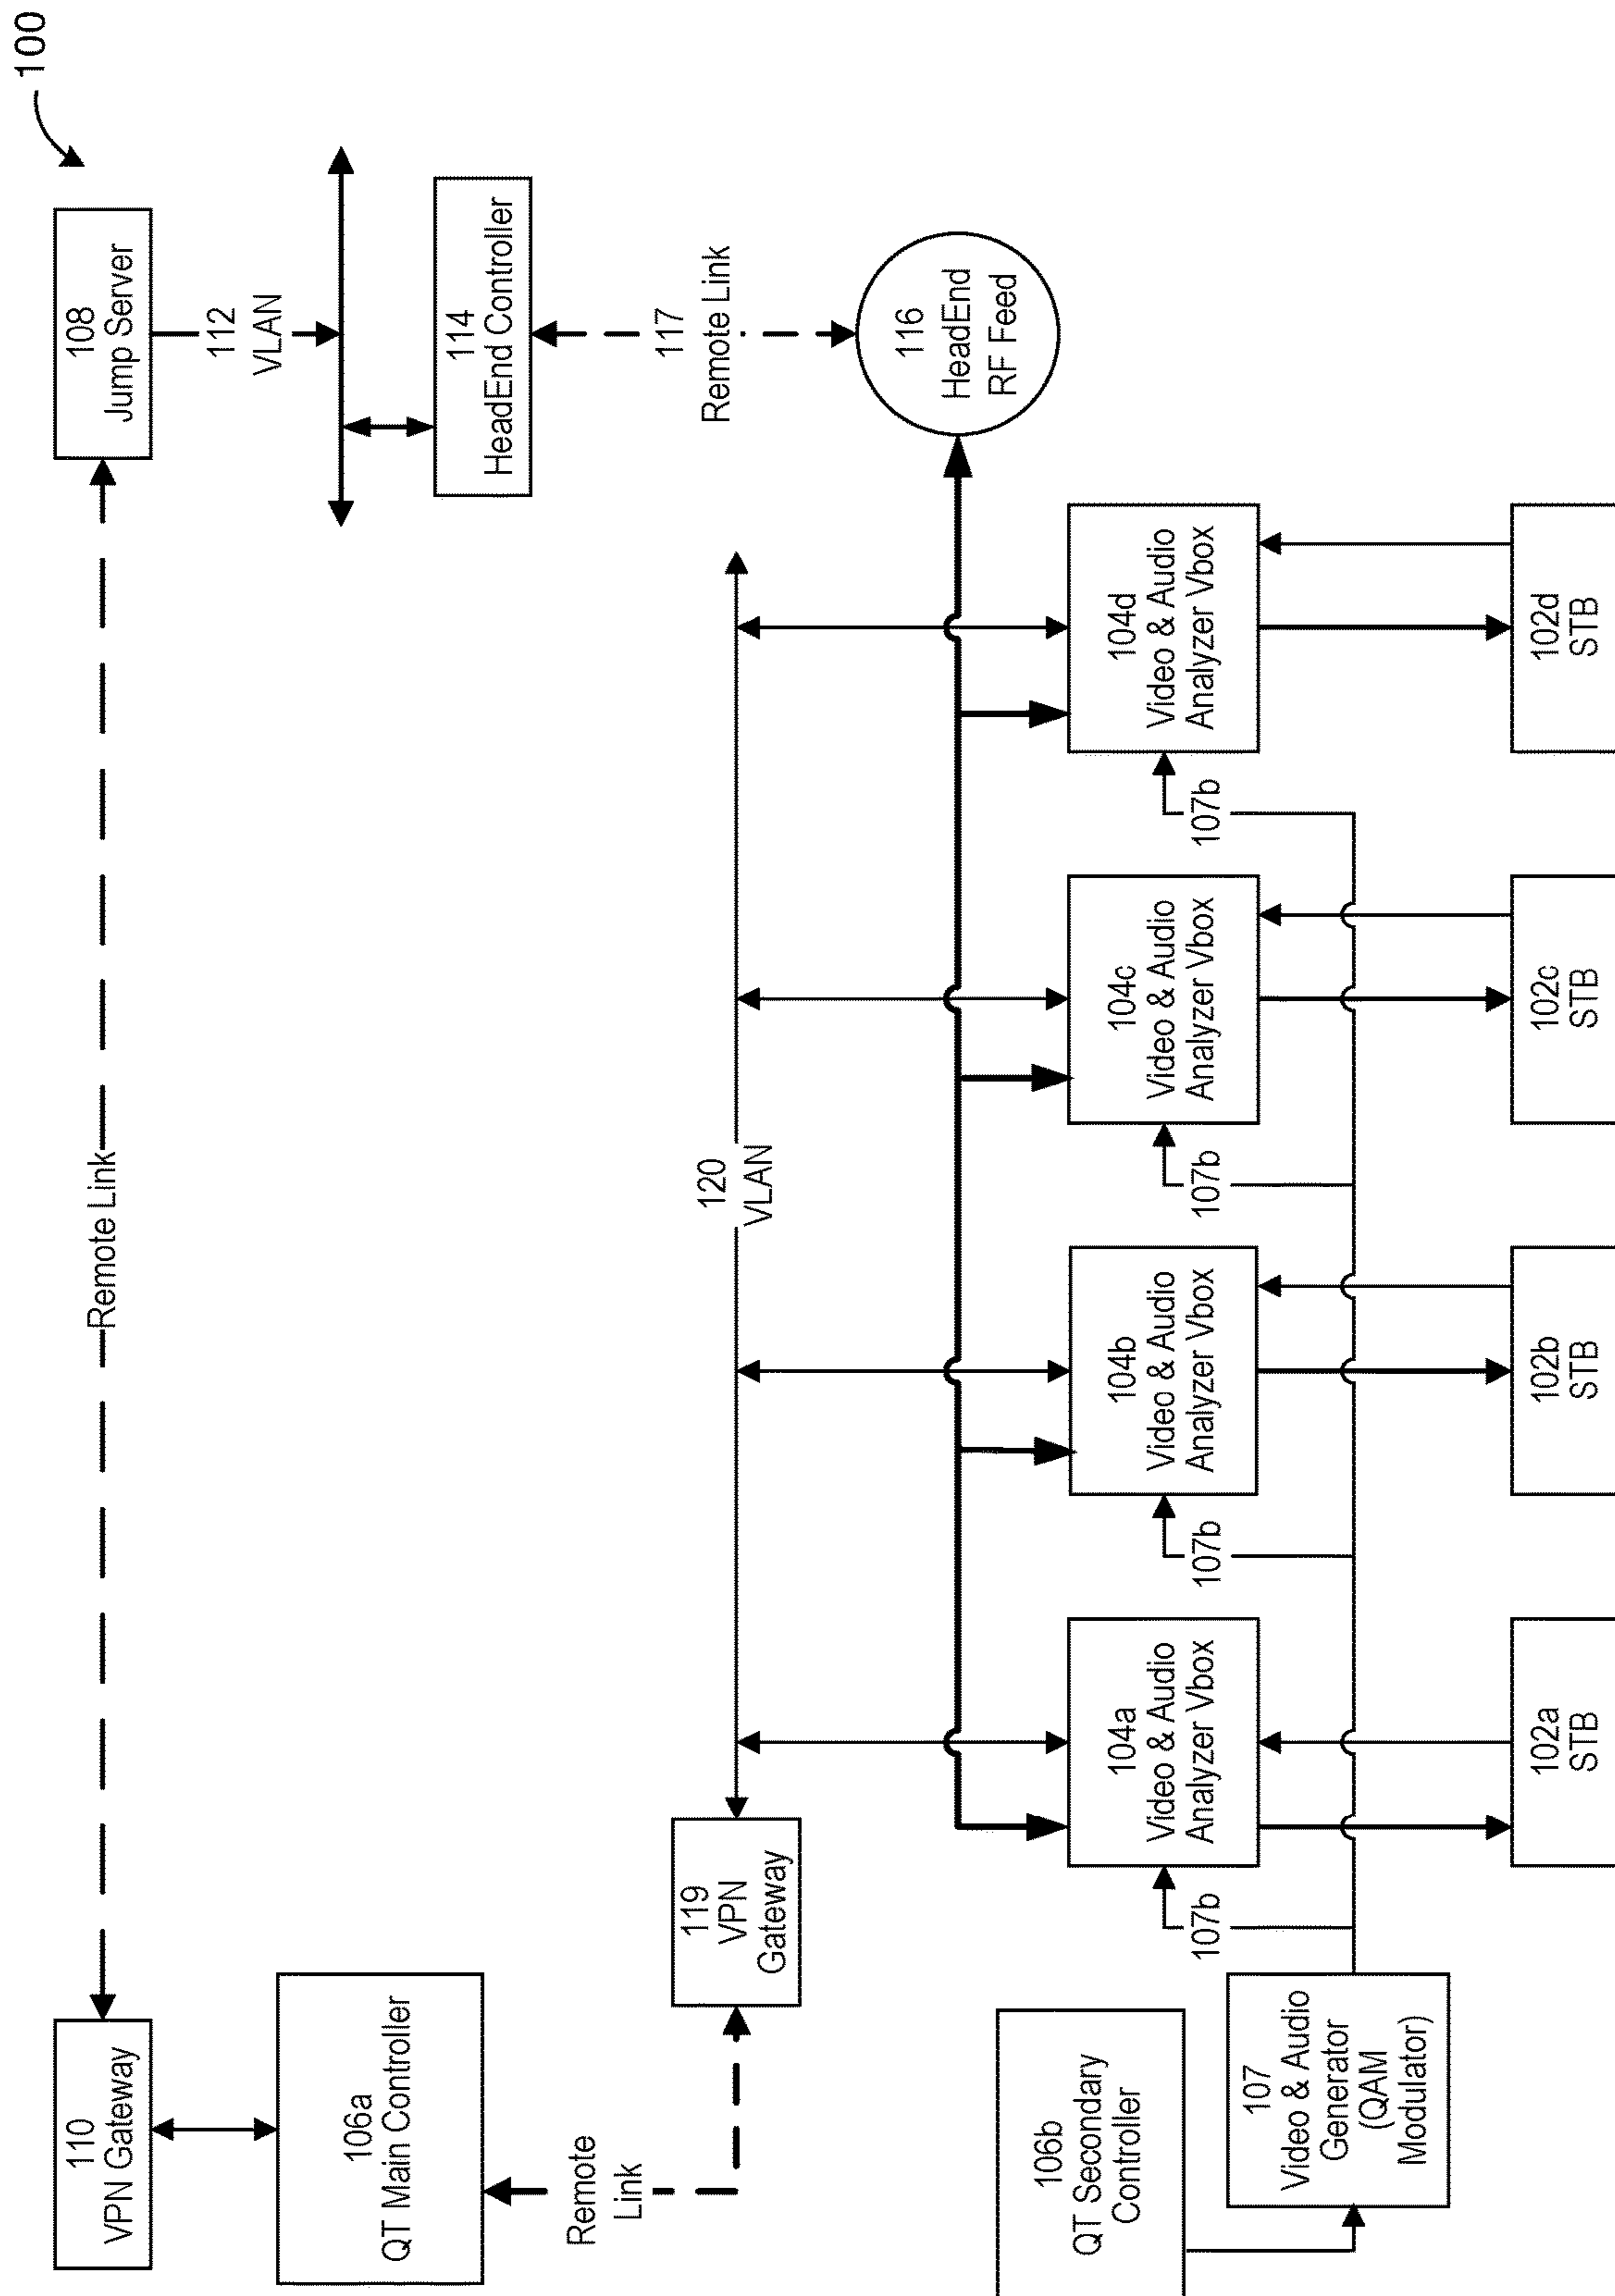 100
110
VPN Gateway
Remote Link
108
Jump Server
112
VLAN
106a
QT Main Controller
114
HeadEnd Controller
Remote
Link
117
Remote Link
119
VPN
Gateway
120
VLAN
116
HeadEnd
RF Feed
106b
QT Secondary
Controller
104a
Video & Audio
Analyzer Vbox
104b
Video & Audio
Analyzer Vbox
104c
Video & Audio
Analyzer Vbox
104d
Video & Audio
Analyzer Vbox
107b
107b
107b
107b
107
Video & Audio
Generator
(QAM
Modulator)
102a
STB
102b
STB
102c
STB
102d
STB